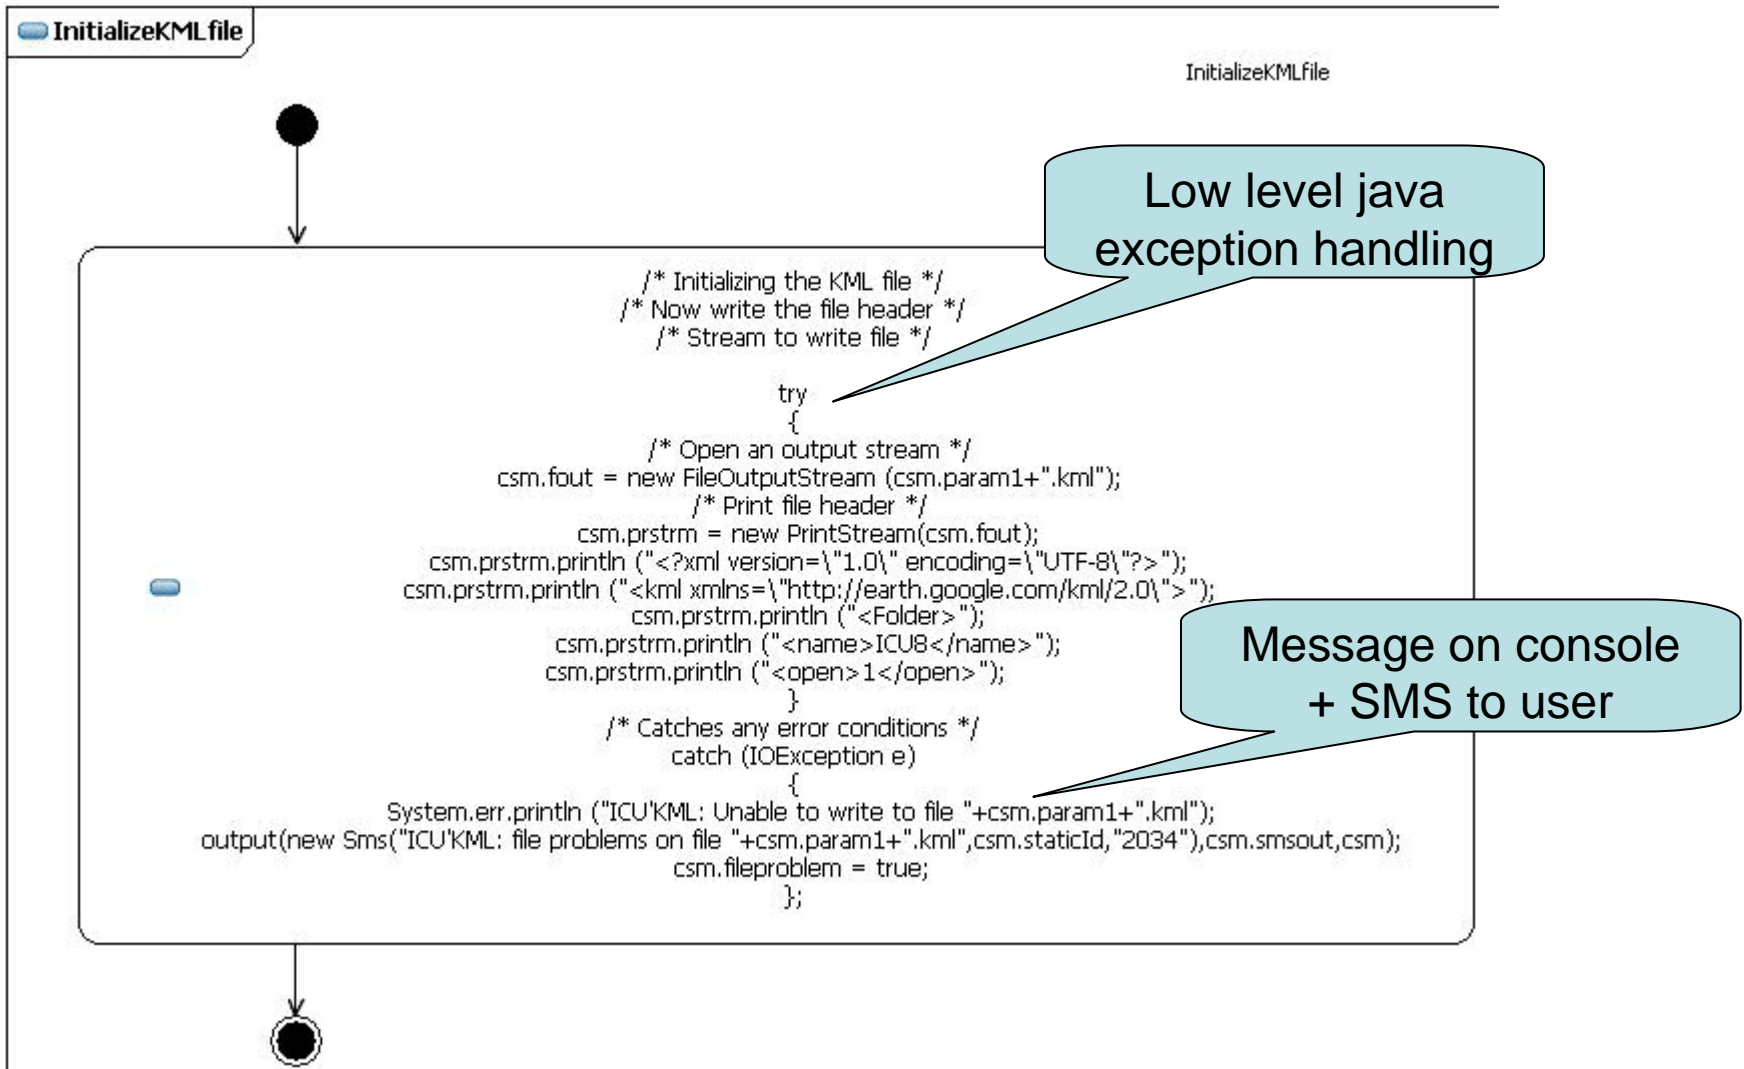 InitializeKMLfile
InitializeKMLfile
Low level java
exception handling
/* Initializing the KML file */
/* Now write the file header */
/* Stream to write file */
try
{
/* Open an output stream */
csm.fout = new FileOutputStream (csm.param1+".kml");
/* Print file header */
csm.prstrm = new PrintStream(csm.fout);
csm.prstrm.println ("<?xml version=\"1.0\" encoding=\"UTF-8\"?>");
csm.prstrm.println ("<kml xmlns=\"http://earth.google.com/kml/2.0\">");
csm.prstrm.println ("<Folder>");
csm.prstrm.println ("<name>ICU8</name>");
csm.prstrm.println ("<open>1</open>");
}
/* Catches any error conditions */
catch (IOException e)
{
Message on console
+ SMS to user
System.err.println ("ICU'KML: Unable to write to file "+csm.param1+".kml");
output(new Sms("ICU'KML: file problems on file "+csm.param1+".kml",csm.staticId,"2034"),csm.smsout,csm);
csm.fileproblem = true;
};